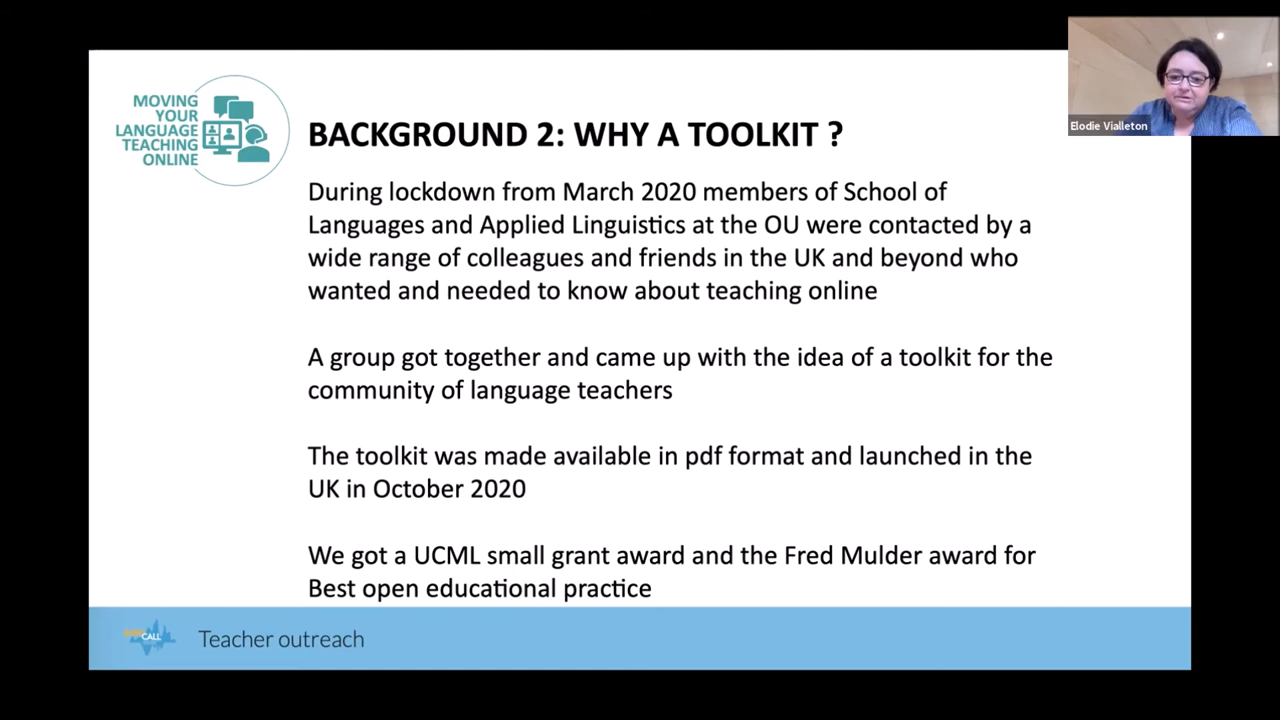 MOVING
YOUR
LANGUAGE
TEACHING
ONLINE
BACKGROUND 2: WHY A TOOLKIT ?
During lockdown from March 2020 members of School of
Languages and Applied Linguistics at the OU were contacted by a
wide range of colleagues and friends in the UK and beyond who
wanted and needed to know about teaching online
A group got together and came up with the idea of a toolkit for the
community of language teachers
The toolkit was made available in pdf format and launched in the
UK in October 2020
We got a UCML small grant award and the Fred Mulder award for
Best open educational practice
CALL
Teacher outreach
Elodie Vialleton